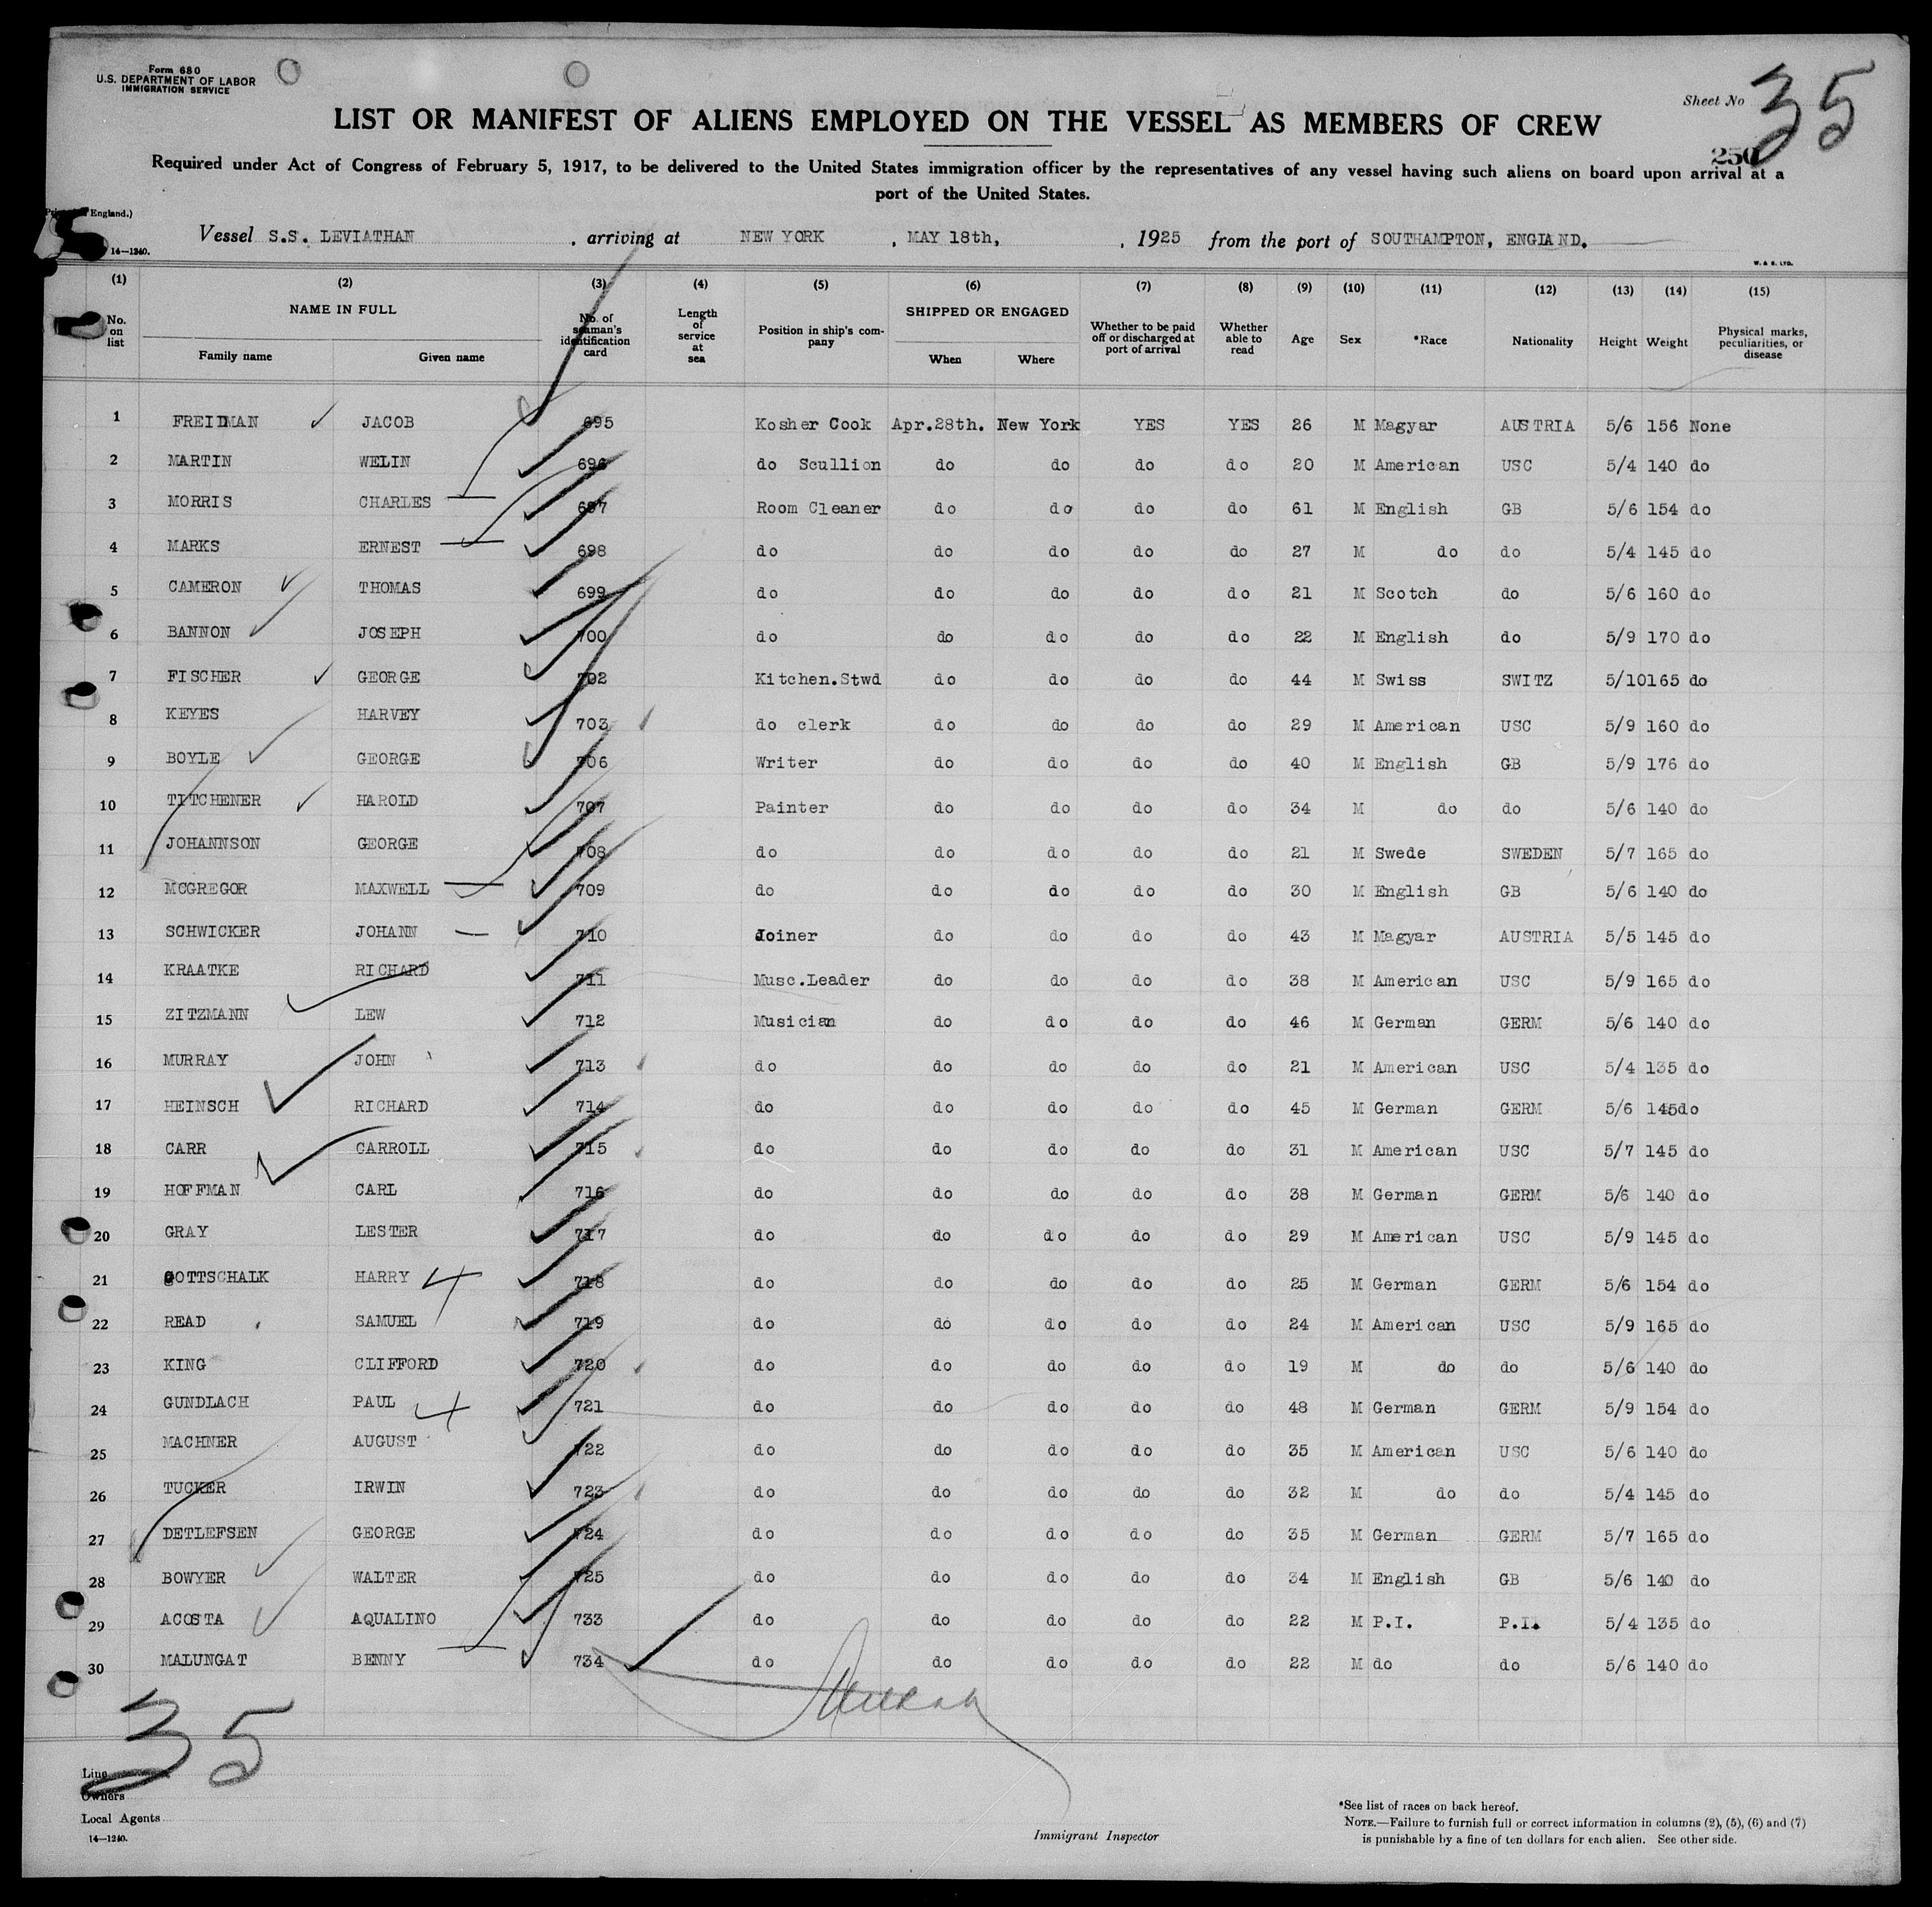 Form 680
U.S. DEPARTMENT OF LABOR
IMMIGRATION SERVICE
Sheet No 35
LIST OR MANIFEST OF ALIENS EMPLOYED ON THE VESSEL AS MEMBERS OF CREW
250
Required under Act of Congress of February 5, 1917, to be delivered to the United States immigration officer by the representatives of any vessel having such aliens on board upon arrival at a
port of the United States.
England.)
14—1240.
Vessel S.S. LEVIATHAN , arriving at NEW YORK , MAY 18th, , 1925 from the port of SOUTHAMPTON, ENGLAND.
W. & S. LTD.
(1) (2) (3) (4) (5) (6) (7) (8) (9) (10) (11) (12) (13) (14) (15)
No. on list NAME IN FULL Family name Given name No. of seaman's identification card Length of service at sea Position in ship's company SHIPPED OR ENGAGED When Where Whether to be paid off or discharged at port of arrival Whether able to read Age Sex *Race Nationality Height Weight Physical marks, peculiarities, or disease
1 FREIDMAN JACOB 695 Kosher Cook Apr.28th. New York YES YES 26 M Magyar AUSTRIA 5/6 156 None
2 MARTIN WELIN 696 do Scullion do do do do 20 M American USC 5/4 140 do
3 MORRIS CHARLES 697 Room Cleaner do do do do 61 M English GB 5/6 154 do
4 MARKS ERNEST 698 do do do do do 27 M do do 5/4 145 do
5 CAMERON THOMAS 699 do do do do do 21 M Scotch do 5/6 160 do
6 BANNON JOSEPH 700 do do do do do 22 M English do 5/9 170 do
7 FISCHER GEORGE 702 Kitchen.Stwd do do do do 44 M Swiss SWITZ 5/10 165 do
8 KEYES HARVEY 703 do clerk do do do do 29 M American USC 5/9 160 do
9 BOYLE GEORGE 706 Writer do do do do 40 M English GB 5/9 176 do
10 TITCHENER HAROLD 707 Painter do do do do 34 M do do 5/6 140 do
11 JOHANNSON GEORGE 708 do do do do do 21 M Swede SWEDEN 5/7 165 do
12 MCGREGOR MAXWELL 709 do do do do do 30 M English GB 5/6 140 do
13 SCHWICKER JOHANN 710 Joiner do do do do 43 M Magyar AUSTRIA 5/5 145 do
14 KRAATKE RICHARD 711 Musc.Leader do do do do 38 M American USC 5/9 165 do
15 ZITZMANN LEW 712 Musician do do do do 46 M German GERM 5/6 140 do
16 MURRAY JOHN 713 do do do do do 21 M American USC 5/4 135 do
17 HEINSCH RICHARD 714 do do do do do 45 M German GERM 5/6 145 do
18 CARR CARROLL 715 do do do do do 31 M American USC 5/7 145 do
19 HOFFMAN CARL 716 do do do do do 38 M German GERM 5/6 140 do
20 GRAY LESTER 717 do do do do do 29 M American USC 5/9 145 do
21 GOTTSCHALK HARRY 718 do do do do do 25 M German GERM 5/6 154 do
22 READ SAMUEL 719 do do do do do 24 M American USC 5/9 165 do
23 KING CLIFFORD 720 do do do do do 19 M do do 5/6 140 do
24 GUNDLACH PAUL 721 do do do do do 48 M German GERM 5/9 154 do
25 MACHNER AUGUST 722 do do do do do 35 M American USC 5/6 140 do
26 TUCKER IRWIN 723 do do do do do 32 M do do 5/4 145 do
27 DETLEFSEN GEORGE 724 do do do do do 35 M German GERM 5/7 165 do
28 BOWYER WALTER 725 do do do do do 34 M English GB 5/6 140 do
29 ACOSTA AQUALINO 733 do do do do do 22 M P.I. P.I. 5/4 135 do
30 MALUNGAT BENNY 734 do do do do do 22 M do do 5/6 140 do
35
Line
Owners
Local Agents
14—1240.
Immigrant Inspector
*See list of races on back hereof.
NOTE.—Failure to furnish full or correct information in columns (2), (5), (6) and (7)
is punishable by a fine of ten dollars for each alien. See other side.